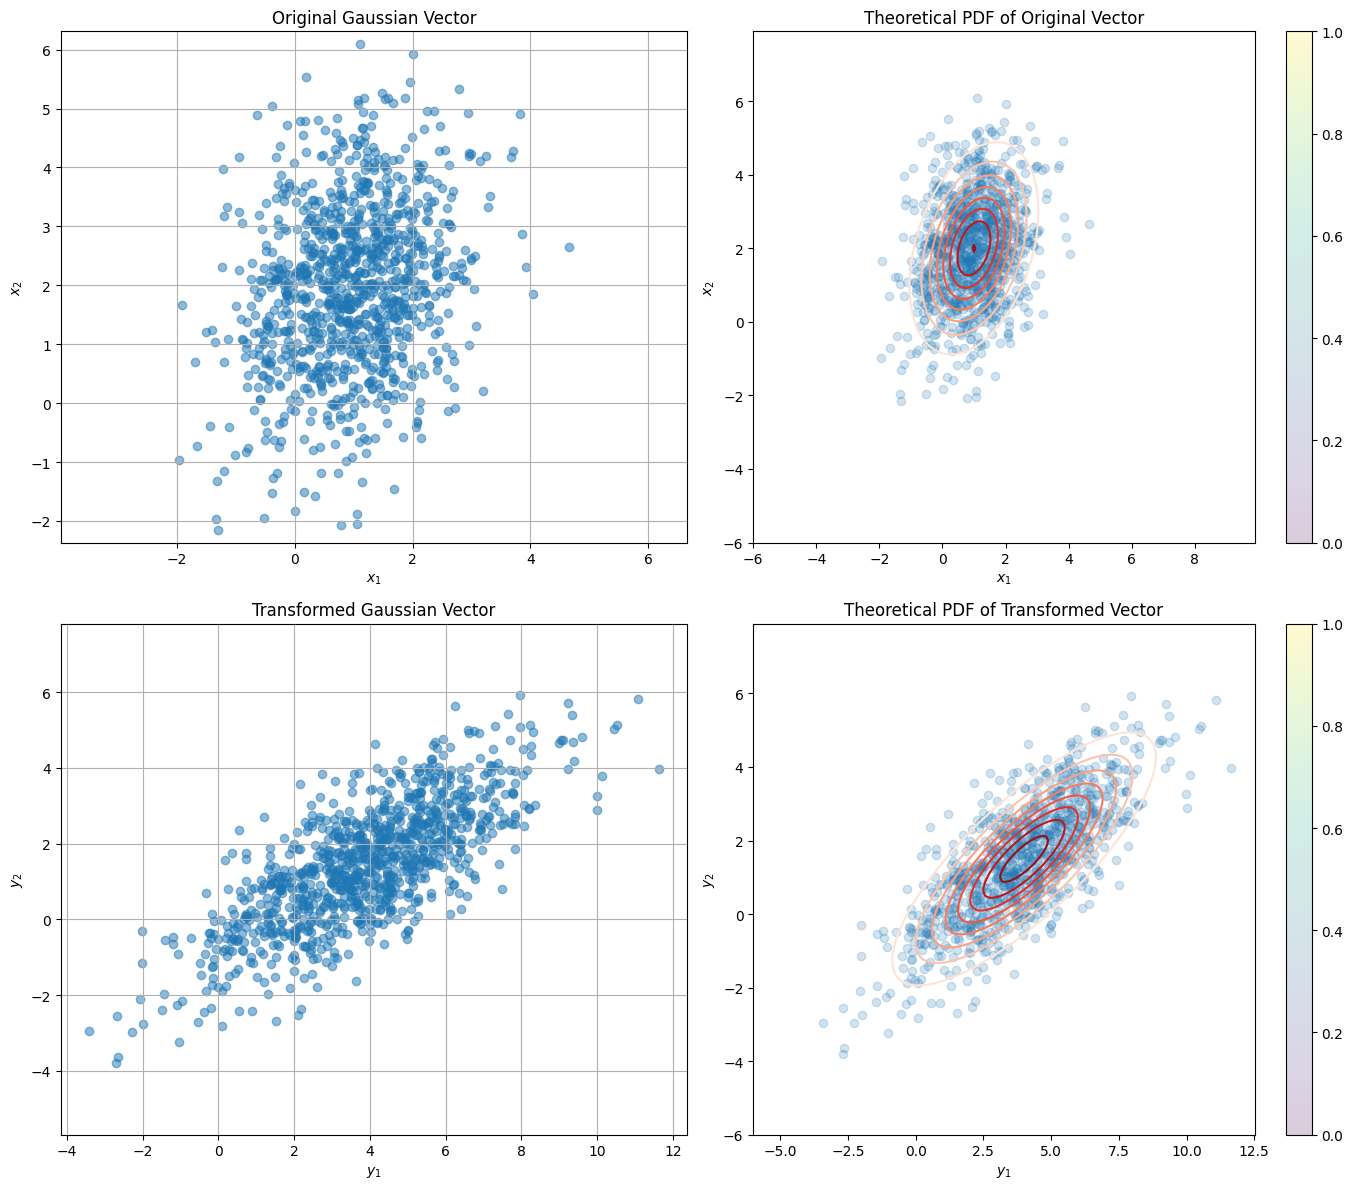 Original Gaussian Vector
6
5
4
3
2
1
0
−1
−2
x₂
−2 0 2 4 6
x₁
Theoretical PDF of Original Vector
6
4
2
0
−2
−4
−6
x₂
−6 −4 −2 0 2 4 6 8
x₁
1.0
0.8
0.6
0.4
0.2
0.0
Transformed Gaussian Vector
6
4
2
0
−2
−4
y₂
−4 −2 0 2 4 6 8 10 12
y₁
Theoretical PDF of Transformed Vector
6
4
2
0
−2
−4
−6
y₂
−5.0 −2.5 0.0 2.5 5.0 7.5 10.0 12.5
y₁
1.0
0.8
0.6
0.4
0.2
0.0